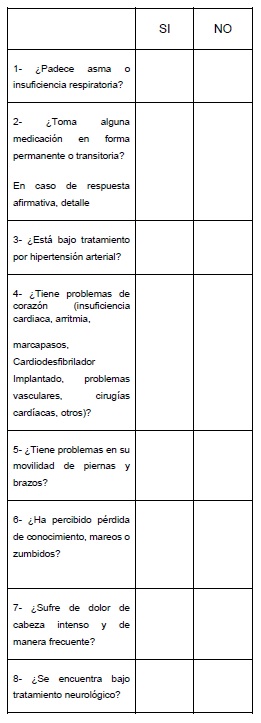 SI NO
1- ¿Padece asma o
insuficiencia respiratoria?
2- ¿Toma alguna
medicación en forma
permanente o transitoria?
En caso de respuesta
afirmativa, detalle
3- ¿Está bajo tratamiento
por hipertensión arterial?
4- ¿Tiene problemas de
corazón (insuficiencia
cardiaca, arritmia,
marcapasos,
Cardiodesfibrilador
Implantado, problemas
vasculares, cirugías
cardíacas, otros)?
5- ¿Tiene problemas en su
movilidad de piernas y
brazos?
6- ¿Ha percibido pérdida
de conocimiento, mareos o
zumbidos?
7- ¿Sufre de dolor de
cabeza intenso y de
manera frecuente?
8- ¿Se encuentra bajo
tratamiento neurológico?